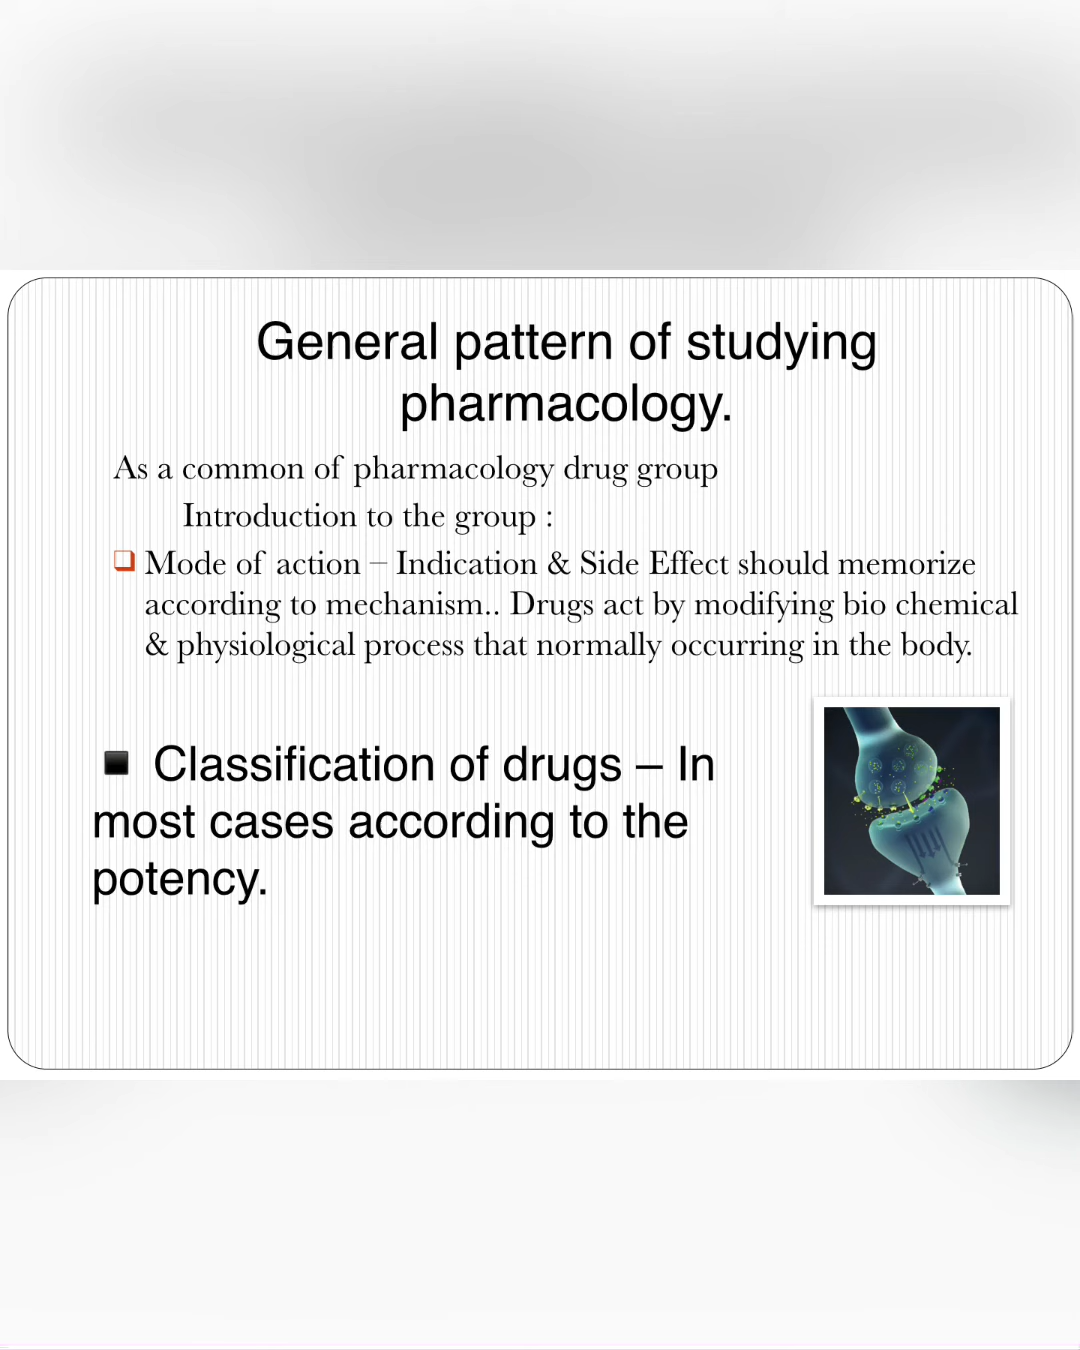 General pattern of studying
pharmacology.
As a common of pharmacology drug group
Introduction to the group :
❑ Mode of action – Indication & Side Effect should memorize
according to mechanism.. Drugs act by modifying bio chemical
& physiological process that normally occurring in the body.
▪ Classification of drugs – In
most cases according to the
potency.